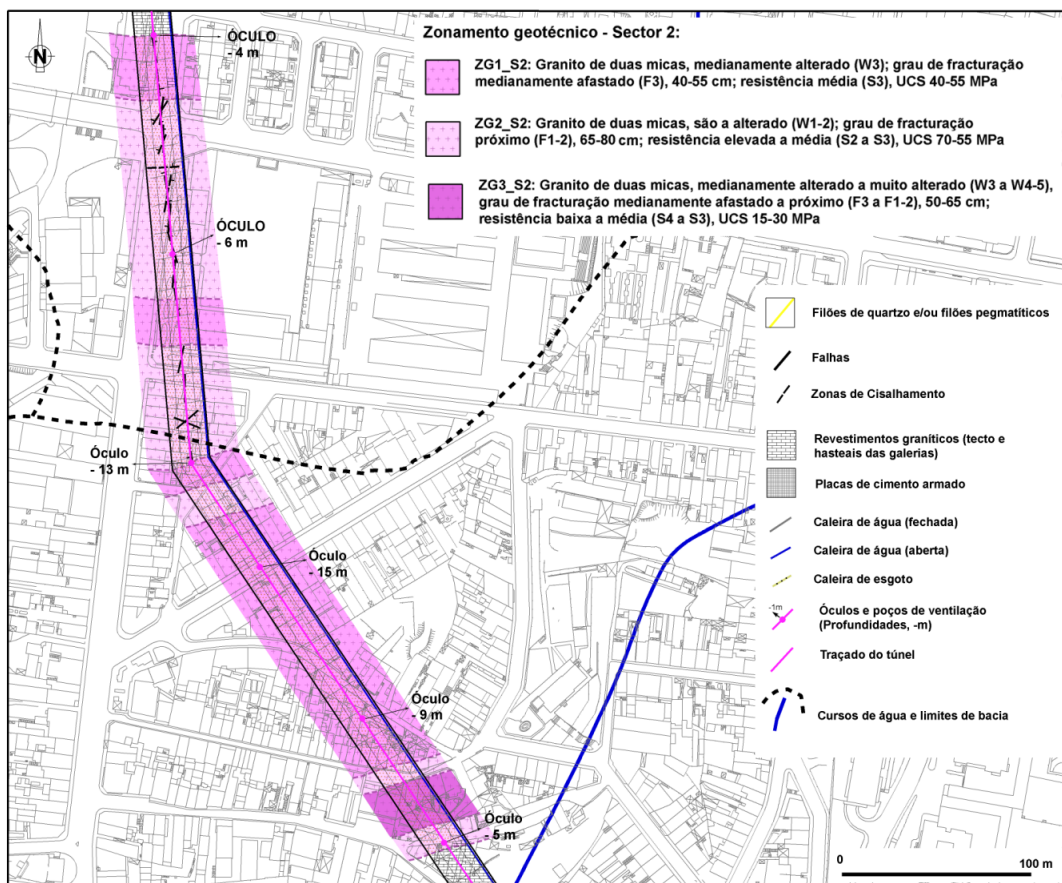 N
ÓCULO
- 4 m
ÓCULO
- 6 m
Óculo
- 13 m
Óculo
- 15 m
Óculo
- 9 m
Óculo
- 5 m
Zonamento geotécnico - Sector 2:
ZG1_S2: Granito de duas micas, medianamente alterado (W3); grau de fracturação
medianamente afastado (F3), 40-55 cm; resistência média (S3), UCS 40-55 MPa
ZG2_S2: Granito de duas micas, são a alterado (W1-2); grau de fracturação
próximo (F1-2), 65-80 cm; resistência elevada a média (S2 a S3), UCS 70-55 MPa
ZG3_S2: Granito de duas micas, medianamente alterado a muito alterado (W3 a W4-5),
grau de fracturação medianamente afastado a próximo (F3 a F1-2), 50-65 cm;
resistência baixa a média (S4 a S3), UCS 15-30 MPa
Filões de quartzo e/ou filões pegmatíticos
Falhas
Zonas de Cisalhamento
Revestimentos graníticos (tecto e
hasteais das galerias)
Placas de cimento armado
Caleira de água (fechada)
Caleira de água (aberta)
Caleira de esgoto
-1m
Óculos e poços de ventilação
(Profundidades, -m)
Traçado do túnel
Cursos de água e limites de bacia
0
100 m